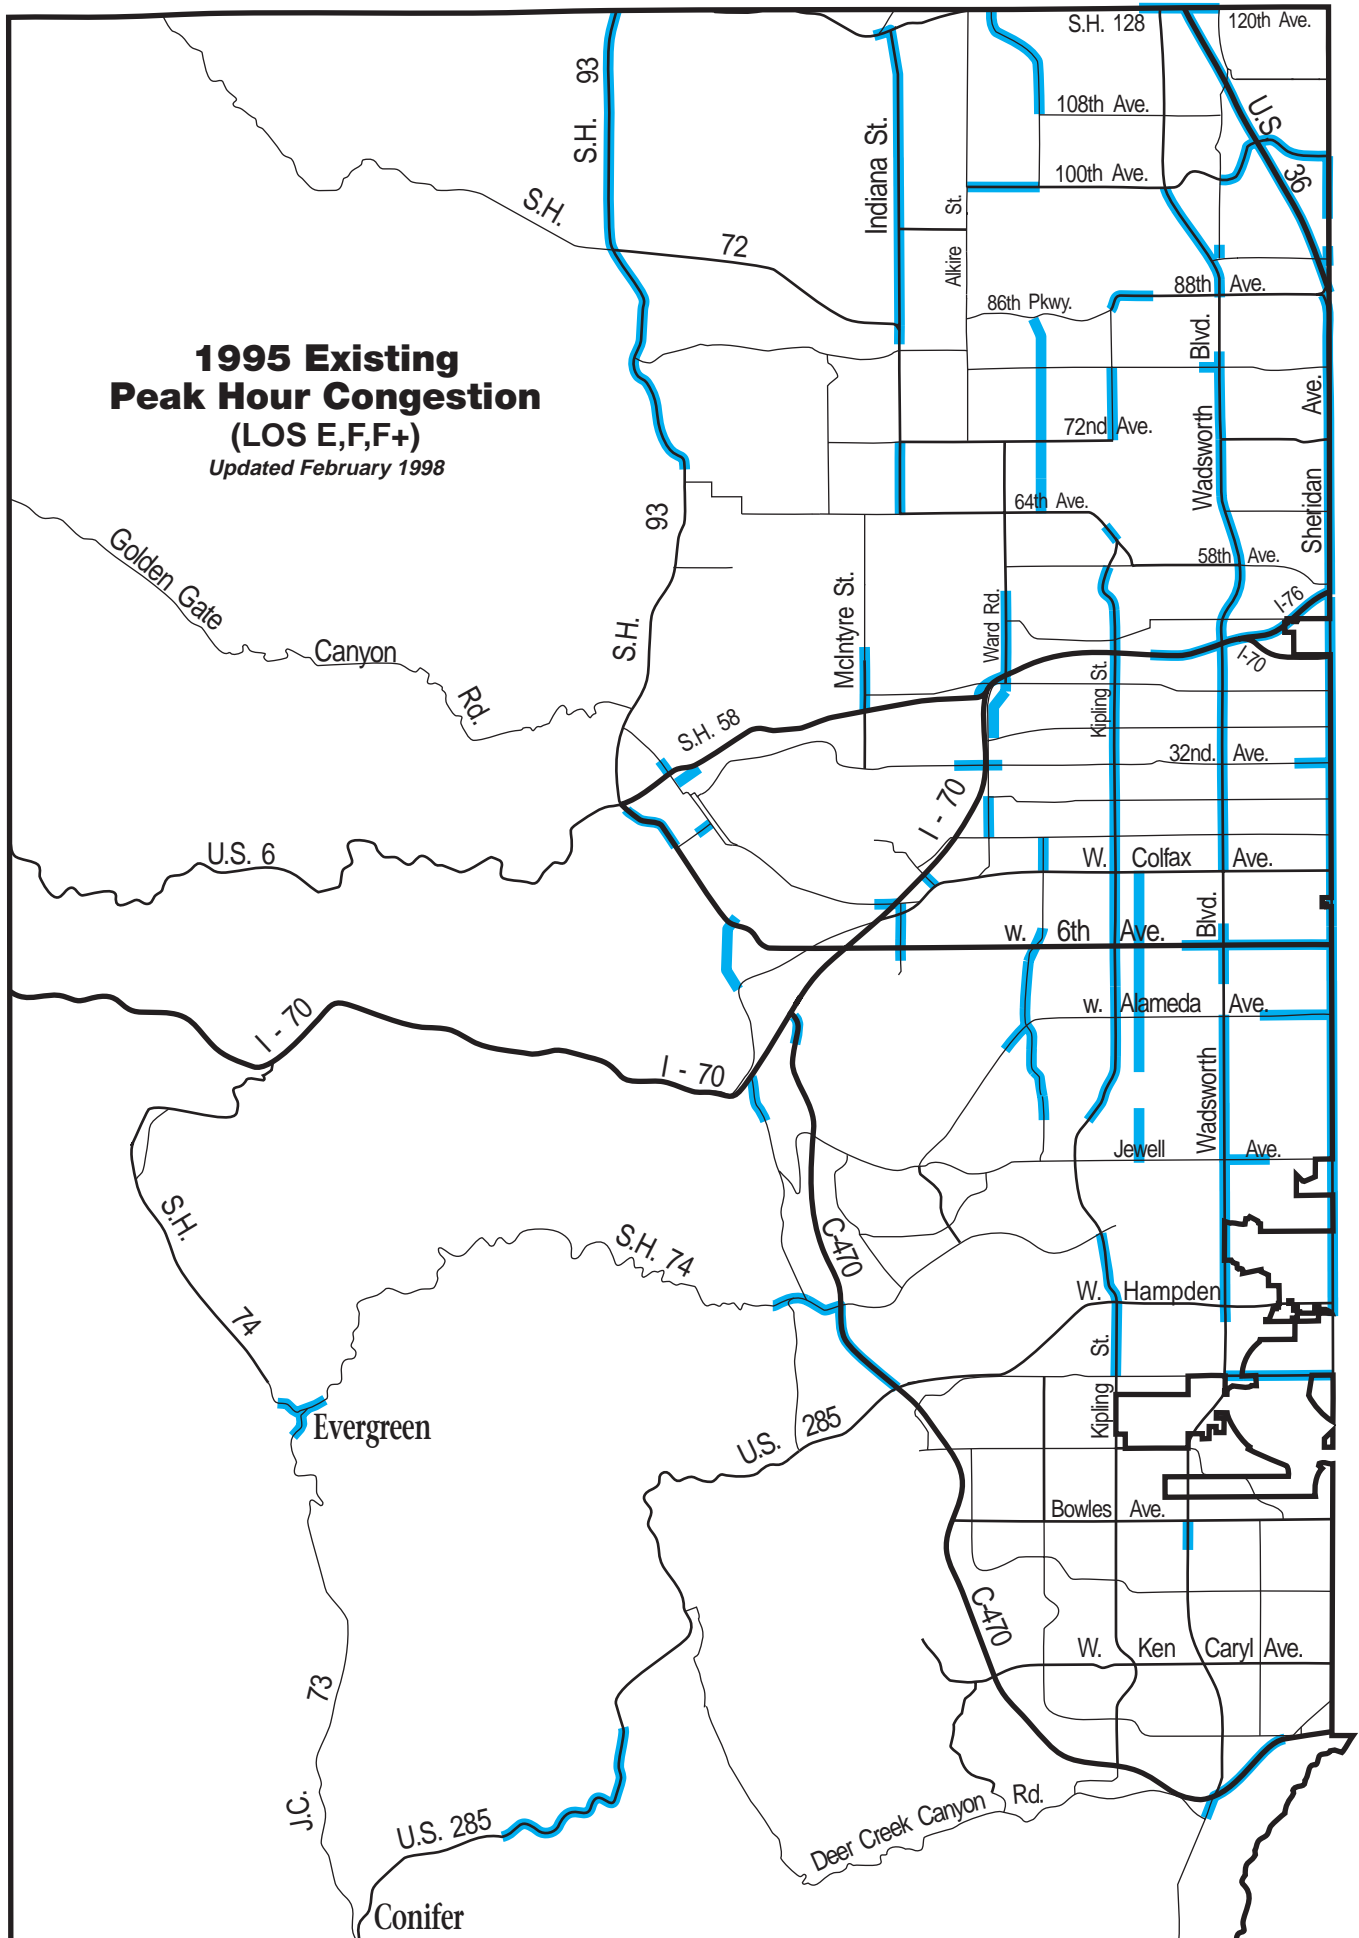 S.H. 128
120th Ave.
93
S.H.
108th Ave.
U.S
36
Indiana St.
100th Ave.
S.H.
72
Alkire St.
88th Ave.
86th Pkwy.
1995 Existing
Peak Hour Congestion
(LOS E,F,F+)
Updated February 1998
Wadsworth Blvd.
Sheridan Ave.
72nd Ave.
64th Ave.
93
S.H.
58th Ave.
Golden Gate
Canyon
Rd.
McIntyre St.
Ward Rd.
I-76
I-70
Kipling St.
S.H. 58
32nd. Ave.
I - 70
U.S. 6
W. Colfax Ave.
w. 6th Ave.
Blvd.
w. Alameda Ave.
I - 70
I - 70
Wadsworth
Jewell Ave.
S.H.
74
S.H. 74
C-470
W. Hampden
Kipling St.
Evergreen
U.S. 285
Bowles Ave.
C-470
W. Ken Caryl Ave.
73
J.C.
U.S. 285
Deer Creek Canyon Rd.
Conifer